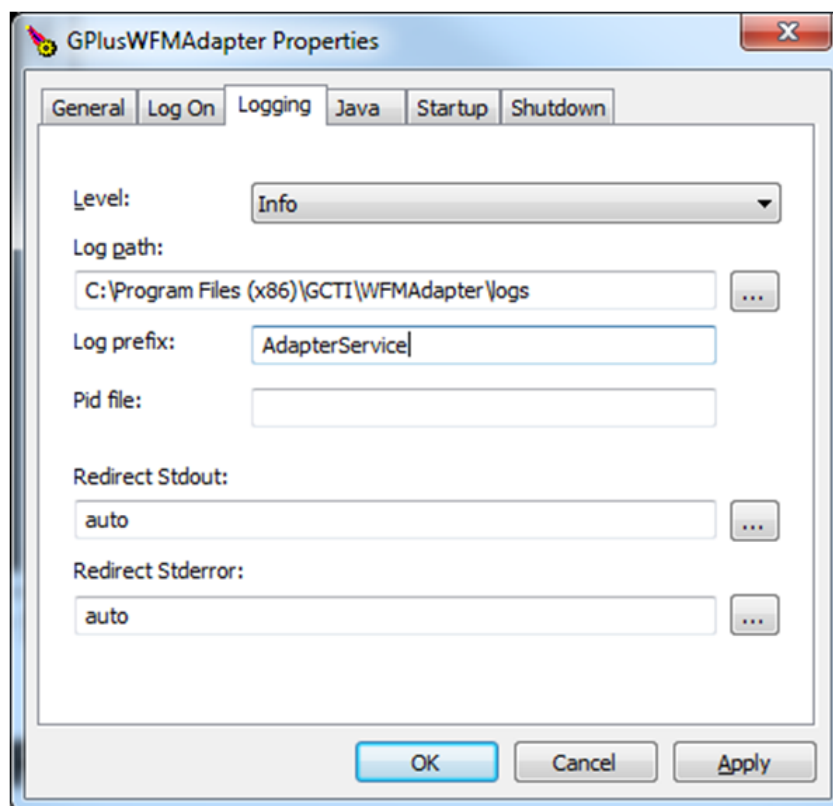 GPlusWFMAdapter Properties
General Log On Logging Java Startup Shutdown
Level: Info
Log path:
C:\Program Files (x86)\GCTI\WFMAdapter\logs ...
Log prefix: AdapterService
Pid file:
Redirect Stdout:
auto ...
Redirect Stderror:
auto ...
OK Cancel Apply